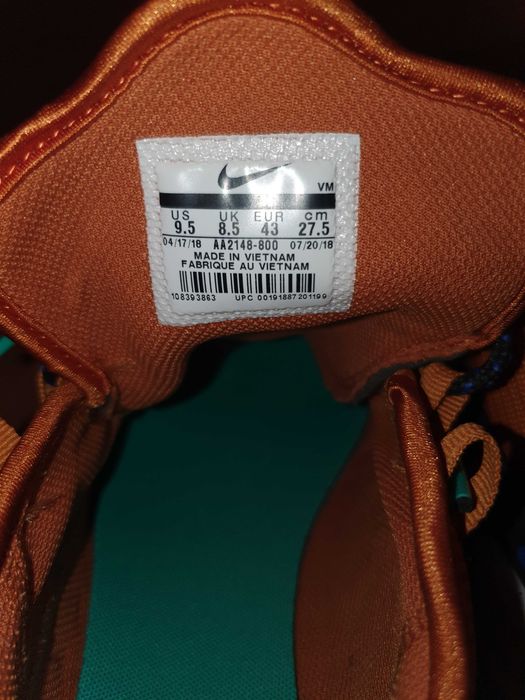 VM
US UK EUR cm
9.5 8.5 43 27.5
04/17/18 AA2148-800 07/20/18
MADE IN VIETNAM
FABRIQUE AU VIETNAM
108393863 UPC 00191887201199